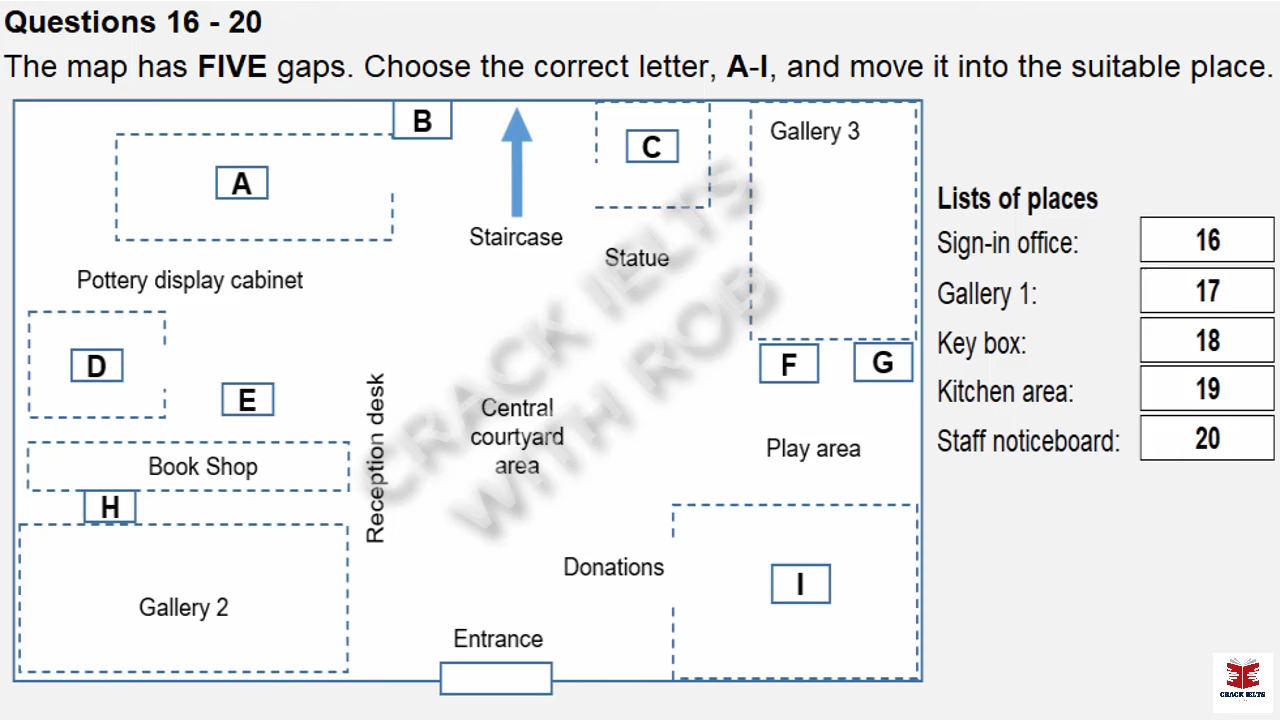 Questions 16 - 20
The map has FIVE gaps. Choose the correct letter, A-I, and move it into the suitable place.
B
C
Gallery 3
A
Staircase
Statue
Pottery display cabinet
D
E
F
G
Reception desk
Central
courtyard
area
Play area
Book Shop
H
Donations
I
Gallery 2
Entrance
Lists of places
Sign-in office: 16
Gallery 1: 17
Key box: 18
Kitchen area: 19
Staff noticeboard: 20
CRACK IELTS
WITH ROB
CRACK IELTS